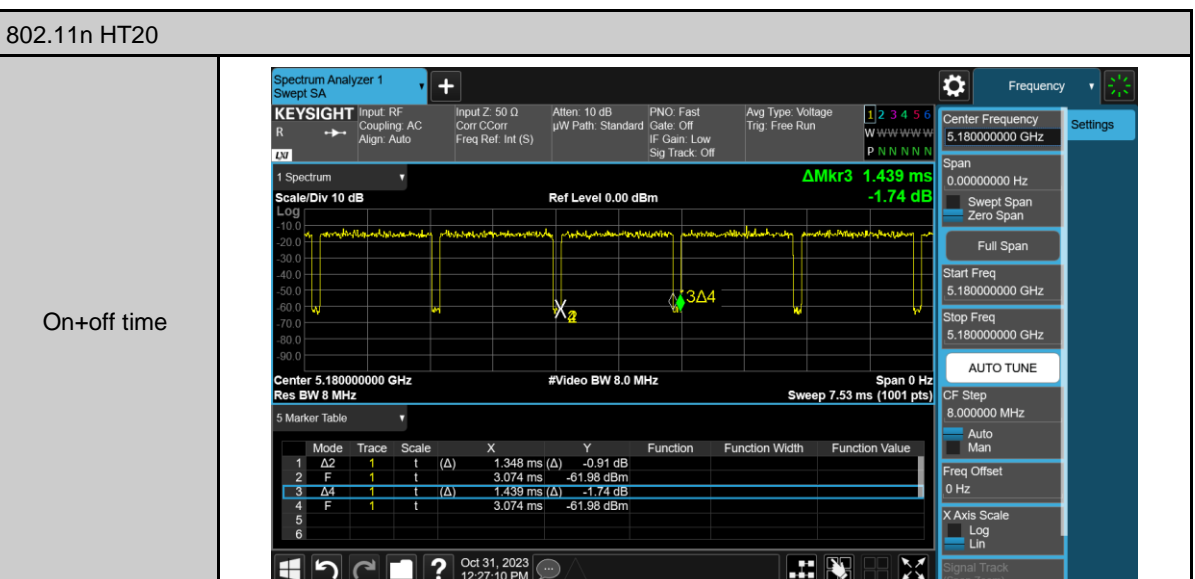 802.11n HT20
On+off time
Spectrum Analyzer 1
Swept SA
Frequency
KEYSIGHT
R
LXI
Input: RF
Coupling: AC
Align: Auto
Input Z: 50 Ω
Corr CCorr
Freq Ref: Int (S)
Atten: 10 dB
µW Path: Standard
PNO: Fast
Gate: Off
IF Gain: Low
Sig Track: Off
Avg Type: Voltage
Trig: Free Run
1 2 3 4 5 6
W W W W W W
P N N N N N
1 Spectrum
ΔMkr3 1.439 ms
-1.74 dB
Scale/Div 10 dB
Ref Level 0.00 dBm
Log
-10.0
-20.0
-30.0
-40.0
-50.0
-60.0
-70.0
-80.0
-90.0
3Δ4
Center 5.180000000 GHz
#Video BW 8.0 MHz
Span 0 Hz
Res BW 8 MHz
Sweep 7.53 ms (1001 pts)
5 Marker Table
Mode Trace Scale X Y Function Function Width Function Value
1 Δ2 1 t (Δ) 1.348 ms (Δ) -0.91 dB
2 F 1 t 3.074 ms -61.98 dBm
3 Δ4 1 t (Δ) 1.439 ms (Δ) -1.74 dB
4 F 1 t 3.074 ms -61.98 dBm
5
6
Oct 31, 2023
12:27:10 PM
Settings
Center Frequency
5.180000000 GHz
Span
0.00000000 Hz
Swept Span
Zero Span
Full Span
Start Freq
5.180000000 GHz
Stop Freq
5.180000000 GHz
AUTO TUNE
CF Step
8.000000 MHz
Auto
Man
Freq Offset
0 Hz
X Axis Scale
Log
Lin
Signal Track